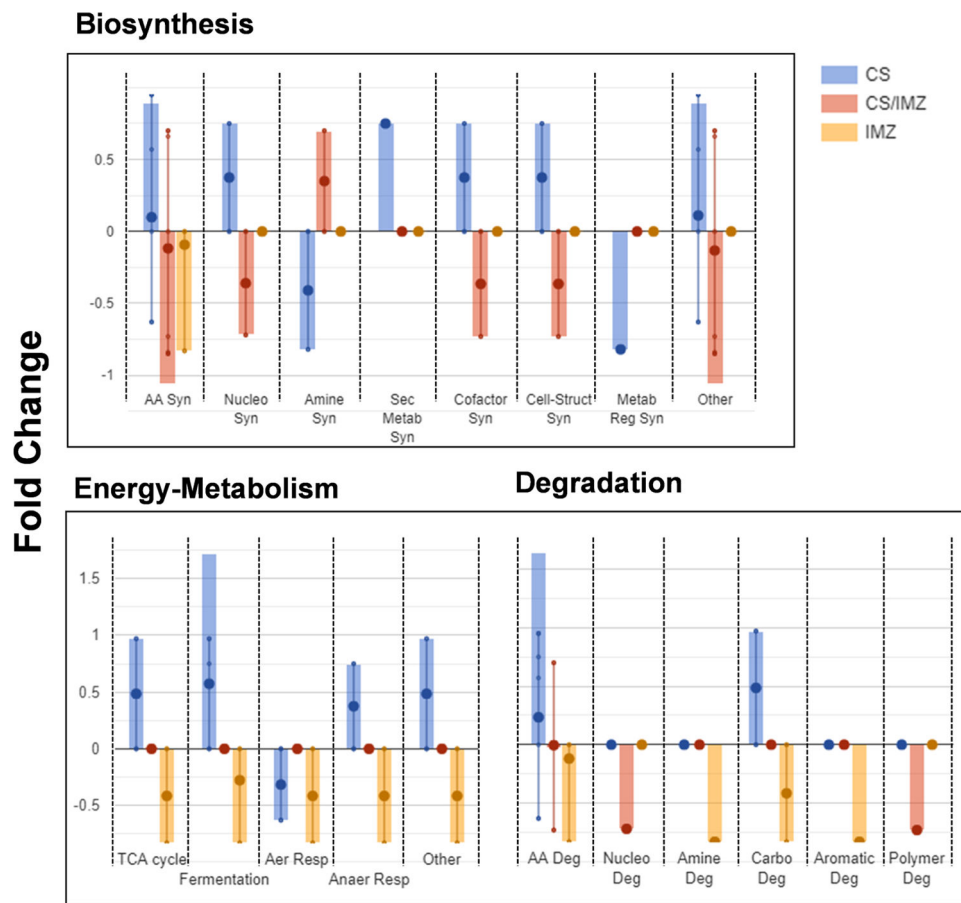 Biosynthesis
CS
CS/IMZ
IMZ
0.5
0
-0.5
-1
AA Syn
Nucleo
Syn
Amine
Syn
Sec
Metab
Syn
Cofactor
Syn
Cell-Struct
Syn
Metab
Reg Syn
Other
Fold Change
Energy-Metabolism
1.5
1
0.5
0
-0.5
TCA cycle
Fermentation
Aer Resp
Anaer Resp
Other
Degradation
AA Deg
Nucleo
Deg
Amine
Deg
Carbo
Deg
Aromatic
Deg
Polymer
Deg